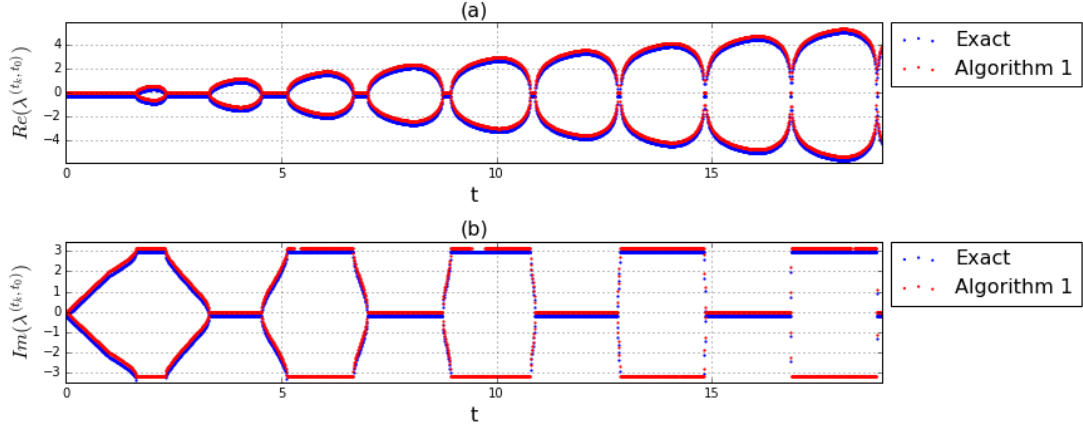 (a)
Re(λ^(t_k, t_0))
4
2
0
−2
−4
0 5 10 15
t
Exact
Algorithm 1
(b)
Im(λ^(t_k, t_0))
3
2
1
0
−1
−2
−3
0 5 10 15
t
Exact
Algorithm 1